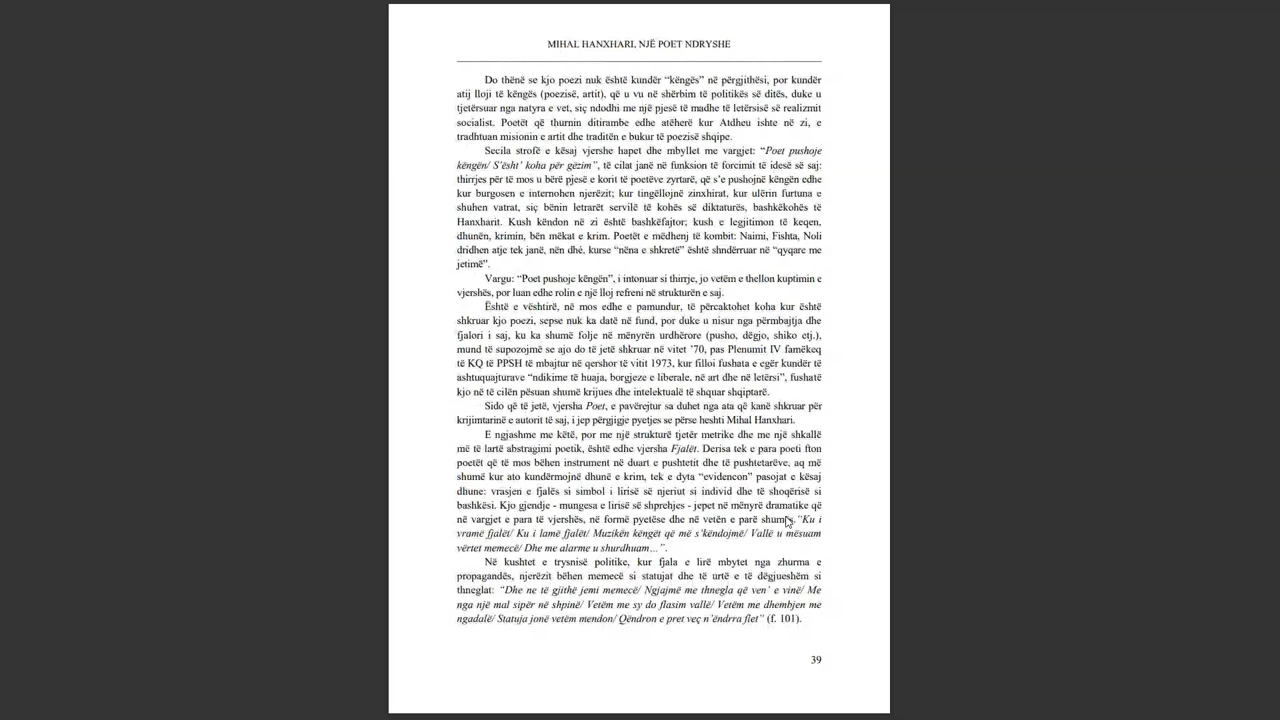 MIHAL HANXHARI, NJË POET NDRYSHE
Do thënë se kjo poezi nuk është kundër “këngës” në përgjithësi, por kundër
atij lloji të këngës (poezisë, artit), që u vu në shërbim të politikës së ditës, duke u
tjetërsuar nga natyra e vet, siç ndodhi me një pjesë të madhe të letërsisë së realizmit
socialist. Poetët që thurnin ditirambe edhe atëherë kur Atdheu ishte në zi, e
tradhtuan misionin e artit dhe traditën e bukur të poezisë shqipe.
Secila strofë e kësaj vjershe hapet dhe mbyllet me vargjet: “Poet pushoje
këngën/ S’ësht’ koha për gëzim”, të cilat janë në funksion të forcimit të idesë së saj:
thirrjes për të mos u bërë pjesë e korit të poetëve zyrtarë, që s’e pushojnë këngën edhe
kur burgosen e internohen njerëzit; kur tingëllojnë zinxhirat, kur ulërin furtuna e
shuhen vatrat, siç bënin letrarët servilë të kohës së diktaturës, bashkëkohës të
Hanxharit. Kush këndon në zi është bashkëfajtor; kush e legjitimon të keqen,
dhunën, krimin, bën mëkat e krim. Poetët e mëdhenj të kombit: Naimi, Fishta, Noli
dridhen atje tek janë, nën dhé, kurse “nëna e shkretë” është shndërruar në “qyqare me
jetimë”.
Vargu: “Poet pushoje këngën”, i intonuar si thirrje, jo vetëm e thellon kuptimin e
vjershës, por luan edhe rolin e një lloj refreni në strukturën e saj.
Është e vështirë, në mos edhe e pamundur, të përcaktohet koha kur është
shkruar kjo poezi, sepse nuk ka datë në fund, por duke u nisur nga përmbajtja dhe
fjalori i saj, ku ka shumë folje në mënyrën urdhërore (pusho, dëgjo, shiko etj.),
mund të supozojmë se ajo do të jetë shkruar në vitet ’70, pas Plenumit IV famëkeq
të KQ të PPSH të mbajtur në qershor të vitit 1973, kur filloi fushata e egër kundër të
ashtuquajturave “ndikime të huaja, borgjeze e liberale, në art dhe në letërsi”, fushatë
kjo në të cilën pësuan shumë krijues dhe intelektualë të shquar shqiptarë.
Sido që të jetë, vjersha Poet, e pavërejtur sa duhet nga ata që kanë shkruar për
krijimtarinë e autorit të saj, i jep përgjigje pyetjes se përse heshti Mihal Hanxhari.
E ngjashme me këtë, por me një strukturë tjetër metrike dhe me një shkallë
më të lartë abstragimi poetik, është edhe vjersha Fjalët. Derisa tek e para poeti fton
poetët që të mos bëhen instrument në duart e pushtetit dhe të pushtetarëve, aq më
shumë kur ato kundërmojnë dhunë e krim, tek e dyta “evidencon” pasojat e kësaj
dhune: vrasjen e fjalës si simbol i lirisë së njeriut si individ dhe të shoqërisë si
bashkësi. Kjo gjendje - mungesa e lirisë së shprehjes - jepet në mënyrë dramatike që
në vargjet e para të vjershës, në formë pyetëse dhe në vetën e parë shumës. “Ku i
vramë fjalët/ Ku i lamë fjalët/ Muzikën këngët që më s’këndojmë/ Vallë u mësuam
vërtet memecë/ Dhe me alarme u shurdhuam…”.
Në kushtet e trysnisë politike, kur fjala e lirë mbytet nga zhurma e
propagandës, njerëzit bëhen memecë si statujat dhe të urtë e të dëgjueshëm si
thneglat: “Dhe ne të gjithë jemi memecë/ Ngjajmë me thnegla që ven’ e vinë/ Me
nga një mal sipër në shpinë/ Vetëm me sy do flasim vallë/ Vetëm me dhembjen me
ngadalë/ Statuja jonë vetëm mendon/ Qëndron e pret veç n’ëndrra flet” (f. 101).
39